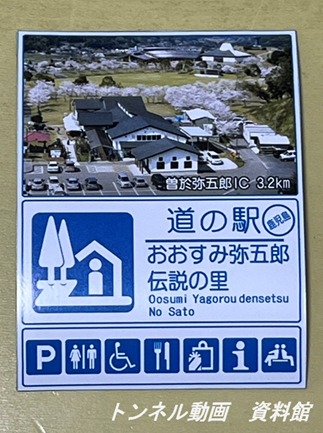 曽於弥五郎IC 3.2km
道の駅
鹿児島
おおすみ弥五郎
伝説の里
Oosumi Yagorou densetsu
No Sato
P
i
トンネル動画 資料館